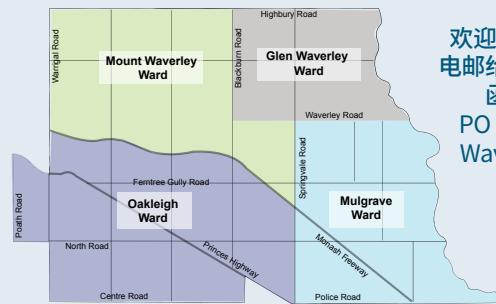 Highbury Road
Warrigal Road
Mount Waverley
Ward
Blackburn Road
Glen Waverley
Ward
Waverley Road
Springvale Road
Ferntree Gully Road
Oakleigh
Ward
Mulgrave
Ward
Poath Road
North Road
Princes Highway
Monash Freeway
Centre Road
Police Road
欢迎
电邮给
函
PO
Wav